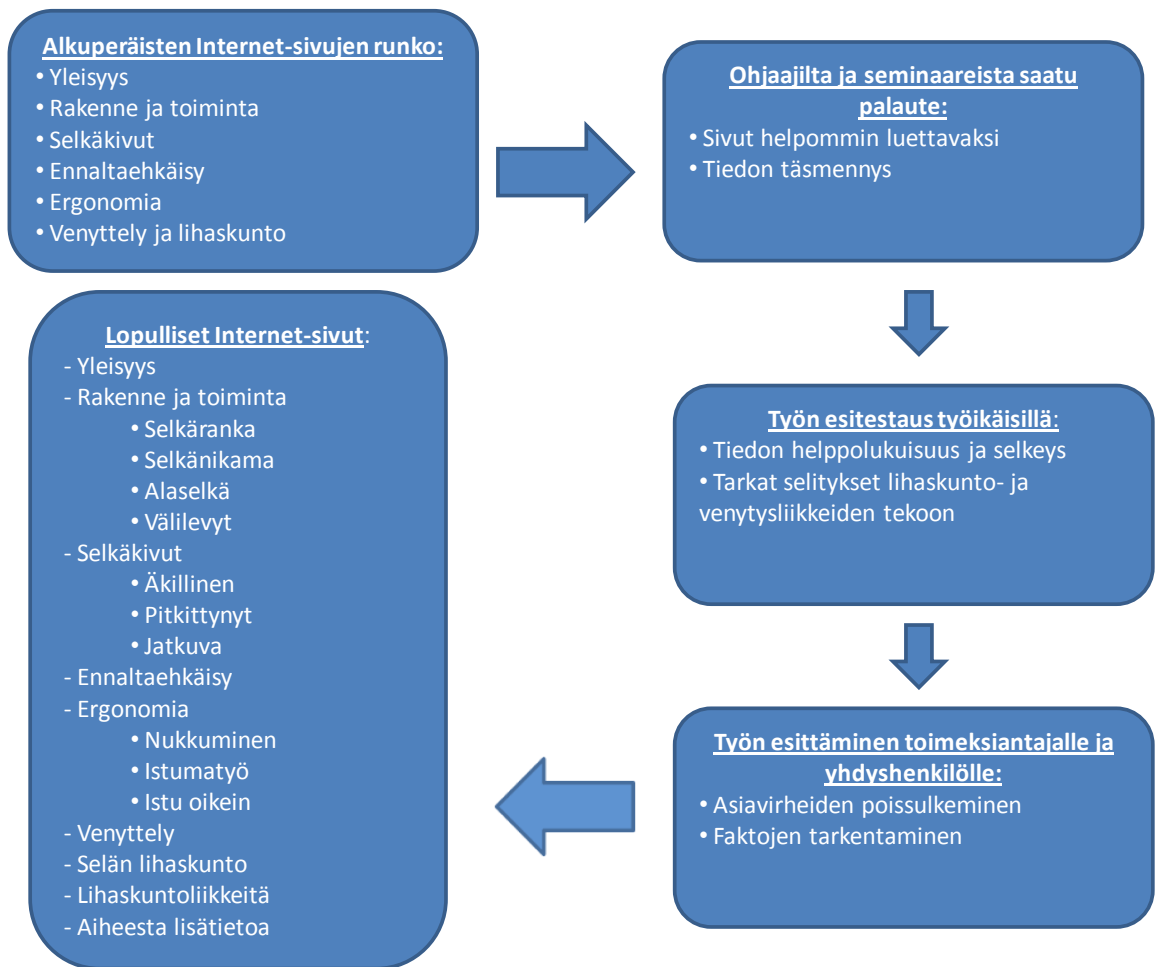 Alkuperäisten Internet-sivujen runko:
• Yleisyys
• Rakenne ja toiminta
• Selkäkivut
• Ennaltaehkäisy
• Ergonomia
• Venyttely ja lihaskunto
Ohjaajilta ja seminaareista saatu
palaute:
• Sivut helpommin luettavaksi
• Tiedon täsmennys
Työn esitestaus työikäisillä:
• Tiedon helppolukuisuus ja selkeys
• Tarkat selitykset lihaskunto- ja
venytysliikkeiden tekoon
Työn esittäminen toimeksiantajalle ja
yhdyshenkilölle:
• Asiavirheiden poissulkeminen
• Faktojen tarkentaminen
Lopulliset Internet-sivut:
- Yleisyys
- Rakenne ja toiminta
• Selkäranka
• Selkänikama
• Alaselkä
• Välilevyt
- Selkäkivut
• Äkillinen
• Pitkittynyt
• Jatkuva
- Ennaltaehkäisy
- Ergonomia
• Nukkuminen
• Istumatyö
• Istu oikein
- Venyttely
- Selän lihaskunto
- Lihaskuntoliikkeitä
- Aiheesta lisätietoa